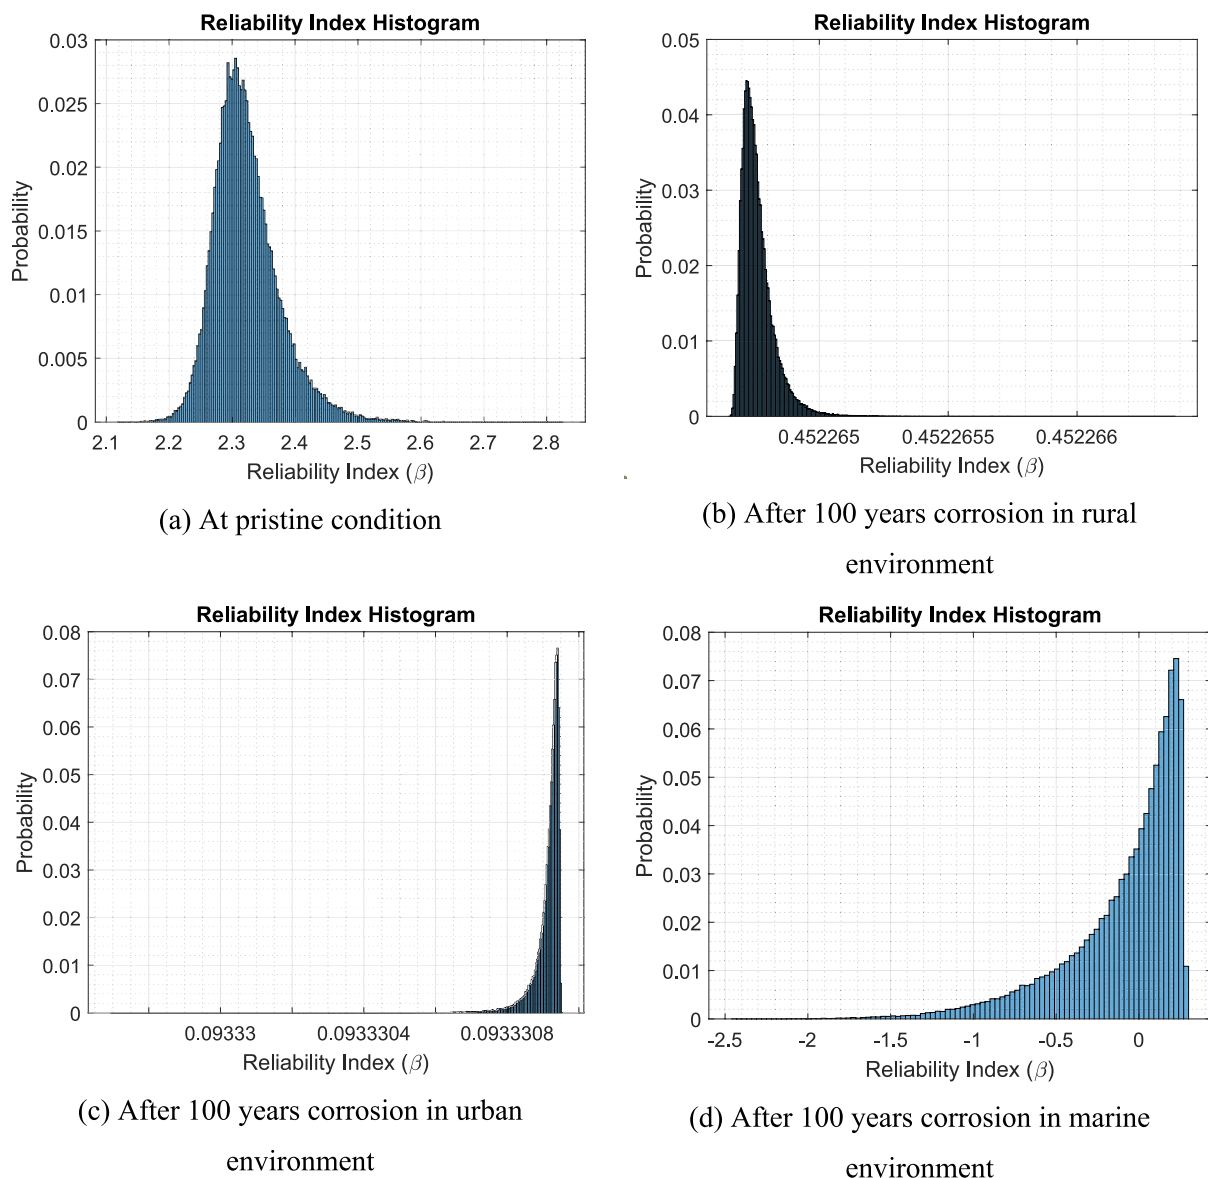 Reliability Index Histogram
0.03
0.025
0.02
0.015
0.01
0.005
0
Probability
2.1 2.2 2.3 2.4 2.5 2.6 2.7 2.8
Reliability Index (β)
(a) At pristine condition
Reliability Index Histogram
0.05
0.04
0.03
0.02
0.01
0
Probability
0.452265 0.4522655 0.452266
Reliability Index (β)
(b) After 100 years corrosion in rural
environment
Reliability Index Histogram
0.08
0.07
0.06
0.05
0.04
0.03
0.02
0.01
0
Probability
0.09333 0.0933304 0.0933308
Reliability Index (β)
(c) After 100 years corrosion in urban
environment
Reliability Index Histogram
0.08
0.07
0.06
0.05
0.04
0.03
0.02
0.01
0
Probability
-2.5 -2 -1.5 -1 -0.5 0
Reliability Index (β)
(d) After 100 years corrosion in marine
environment